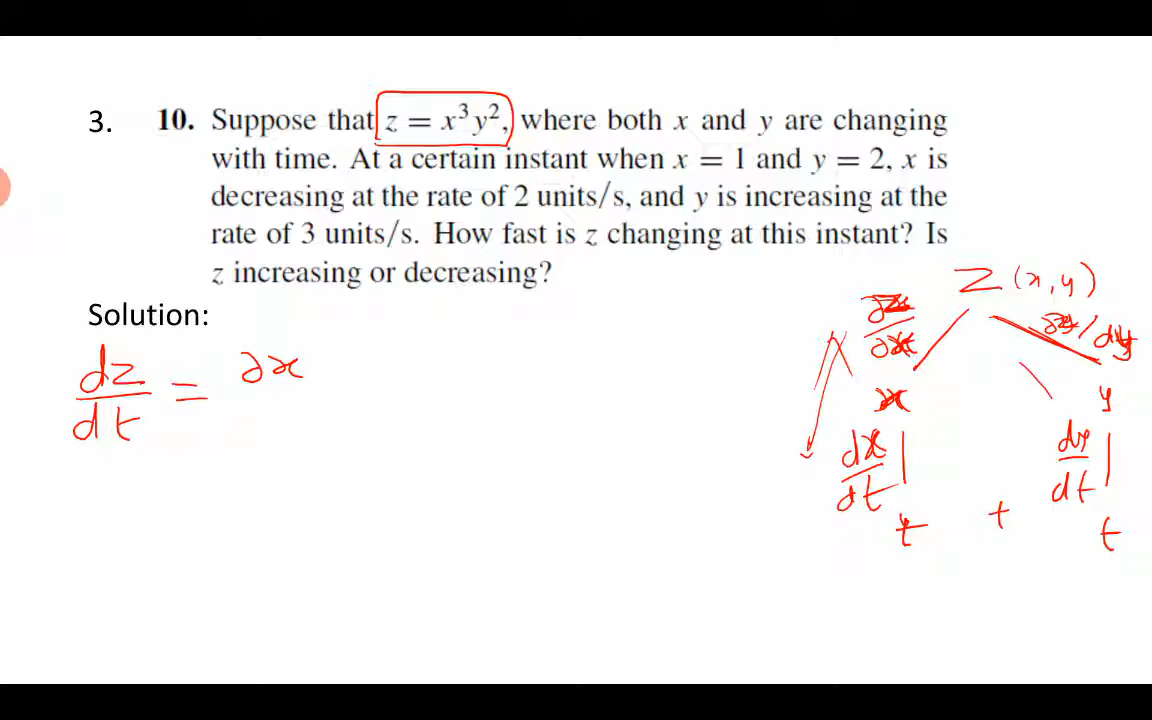 3. 10. Suppose that z = x³y², where both x and y are changing
with time. At a certain instant when x = 1 and y = 2, x is
decreasing at the rate of 2 units/s, and y is increasing at the
rate of 3 units/s. How fast is z changing at this instant? Is
z increasing or decreasing?
Solution:
Z (x, y)
∂z/∂x
x y
dz/dt = ∂x
dx/dt dy/dt
t + t